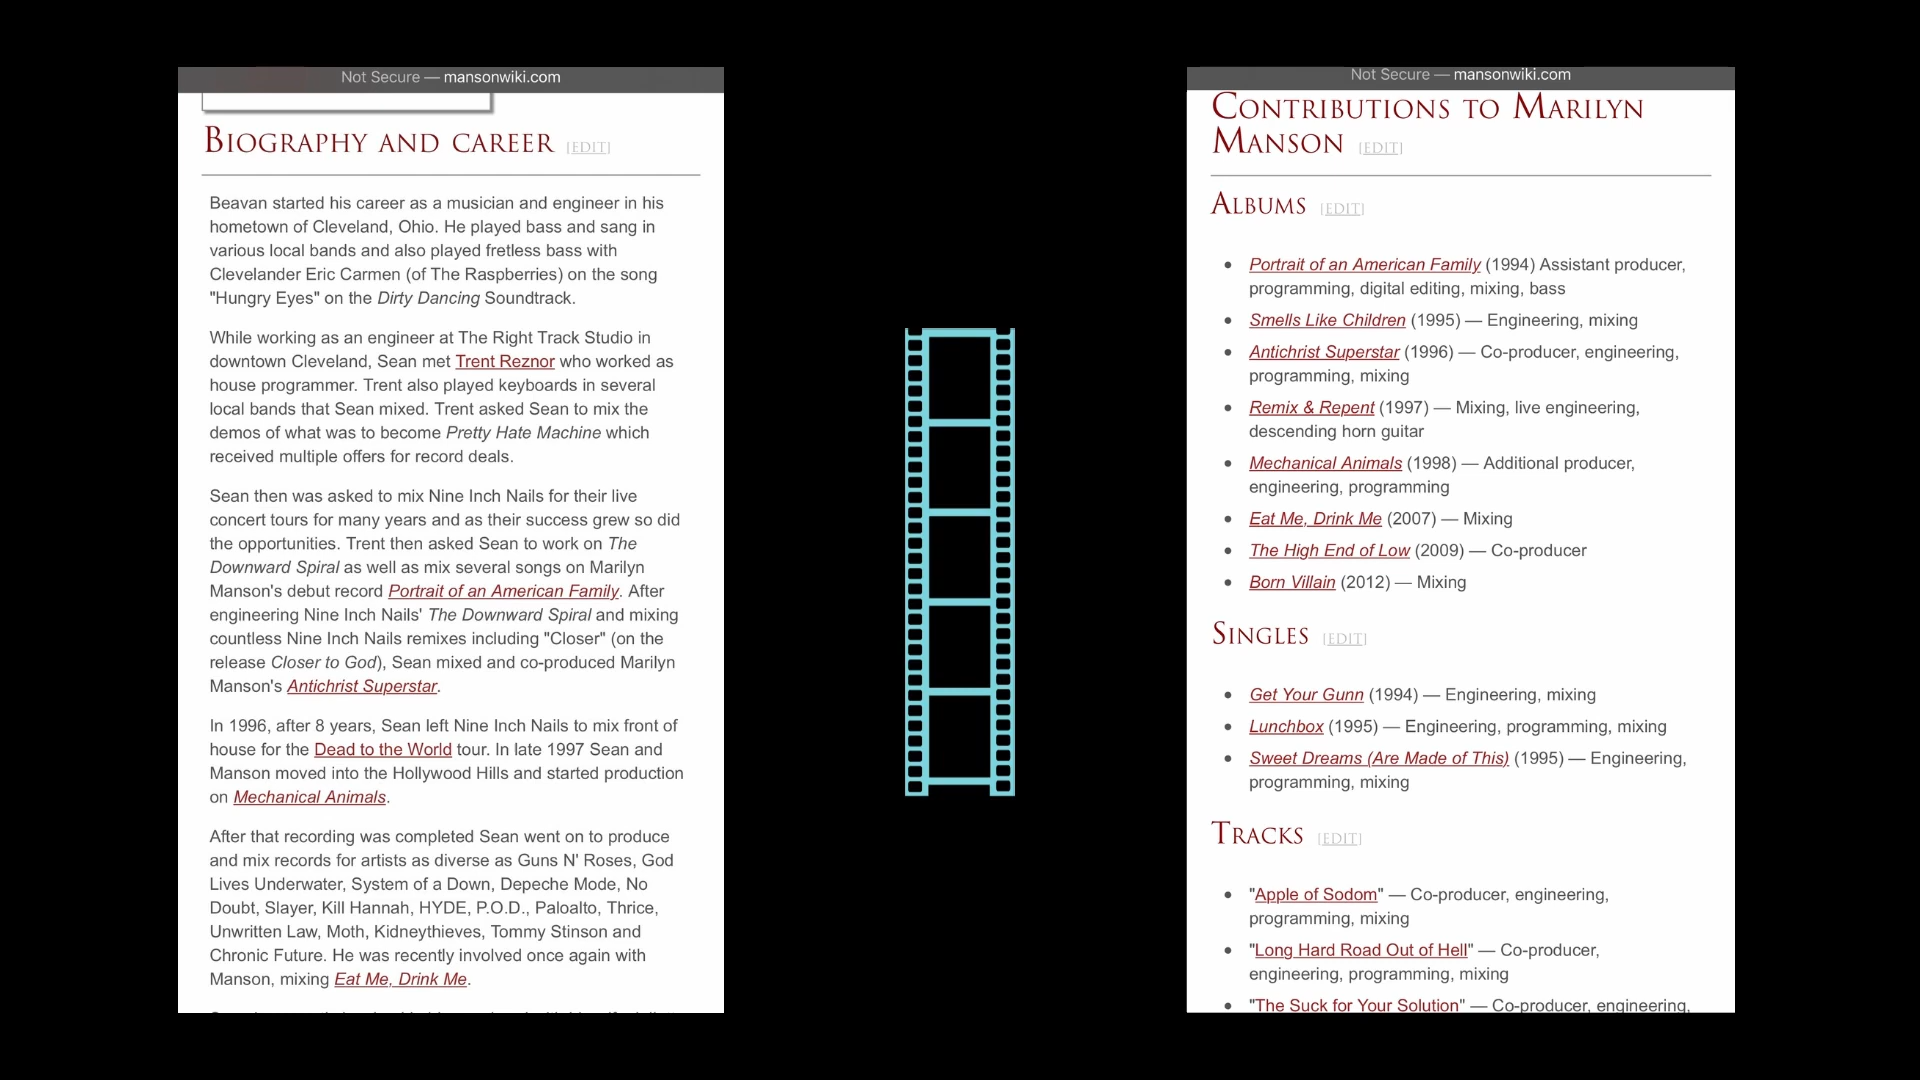 Not Secure — mansonwiki.com
Biography and career [edit]
Beavan started his career as a musician and engineer in his
hometown of Cleveland, Ohio. He played bass and sang in
various local bands and also played fretless bass with
Clevelander Eric Carmen (of The Raspberries) on the song
"Hungry Eyes" on the Dirty Dancing Soundtrack.
While working as an engineer at The Right Track Studio in
downtown Cleveland, Sean met Trent Reznor who worked as
house programmer. Trent also played keyboards in several
local bands that Sean mixed. Trent asked Sean to mix the
demos of what was to become Pretty Hate Machine which
received multiple offers for record deals.
Sean then was asked to mix Nine Inch Nails for their live
concert tours for many years and as their success grew so did
the opportunities. Trent then asked Sean to work on The
Downward Spiral as well as mix several songs on Marilyn
Manson's debut record Portrait of an American Family. After
engineering Nine Inch Nails' The Downward Spiral and mixing
countless Nine Inch Nails remixes including "Closer" (on the
release Closer to God), Sean mixed and co-produced Marilyn
Manson's Antichrist Superstar.
In 1996, after 8 years, Sean left Nine Inch Nails to mix front of
house for the Dead to the World tour. In late 1997 Sean and
Manson moved into the Hollywood Hills and started production
on Mechanical Animals.
After that recording was completed Sean went on to produce
and mix records for artists as diverse as Guns N' Roses, God
Lives Underwater, System of a Down, Depeche Mode, No
Doubt, Slayer, Kill Hannah, HYDE, P.O.D., Paloalto, Thrice,
Unwritten Law, Moth, Kidneythieves, Tommy Stinson and
Chronic Future. He was recently involved once again with
Manson, mixing Eat Me, Drink Me.
Not Secure — mansonwiki.com
Contributions to Marilyn
Manson [edit]
Albums [edit]
• Portrait of an American Family (1994) Assistant producer,
programming, digital editing, mixing, bass
• Smells Like Children (1995) — Engineering, mixing
• Antichrist Superstar (1996) — Co-producer, engineering,
programming, mixing
• Remix & Repent (1997) — Mixing, live engineering,
descending horn guitar
• Mechanical Animals (1998) — Additional producer,
engineering, programming
• Eat Me, Drink Me (2007) — Mixing
• The High End of Low (2009) — Co-producer
• Born Villain (2012) — Mixing
Singles [edit]
• Get Your Gunn (1994) — Engineering, mixing
• Lunchbox (1995) — Engineering, programming, mixing
• Sweet Dreams (Are Made of This) (1995) — Engineering,
programming, mixing
Tracks [edit]
• "Apple of Sodom" — Co-producer, engineering,
programming, mixing
• "Long Hard Road Out of Hell" — Co-producer,
engineering, programming, mixing
• "The Suck for Your Solution" — Co-producer, engineering,